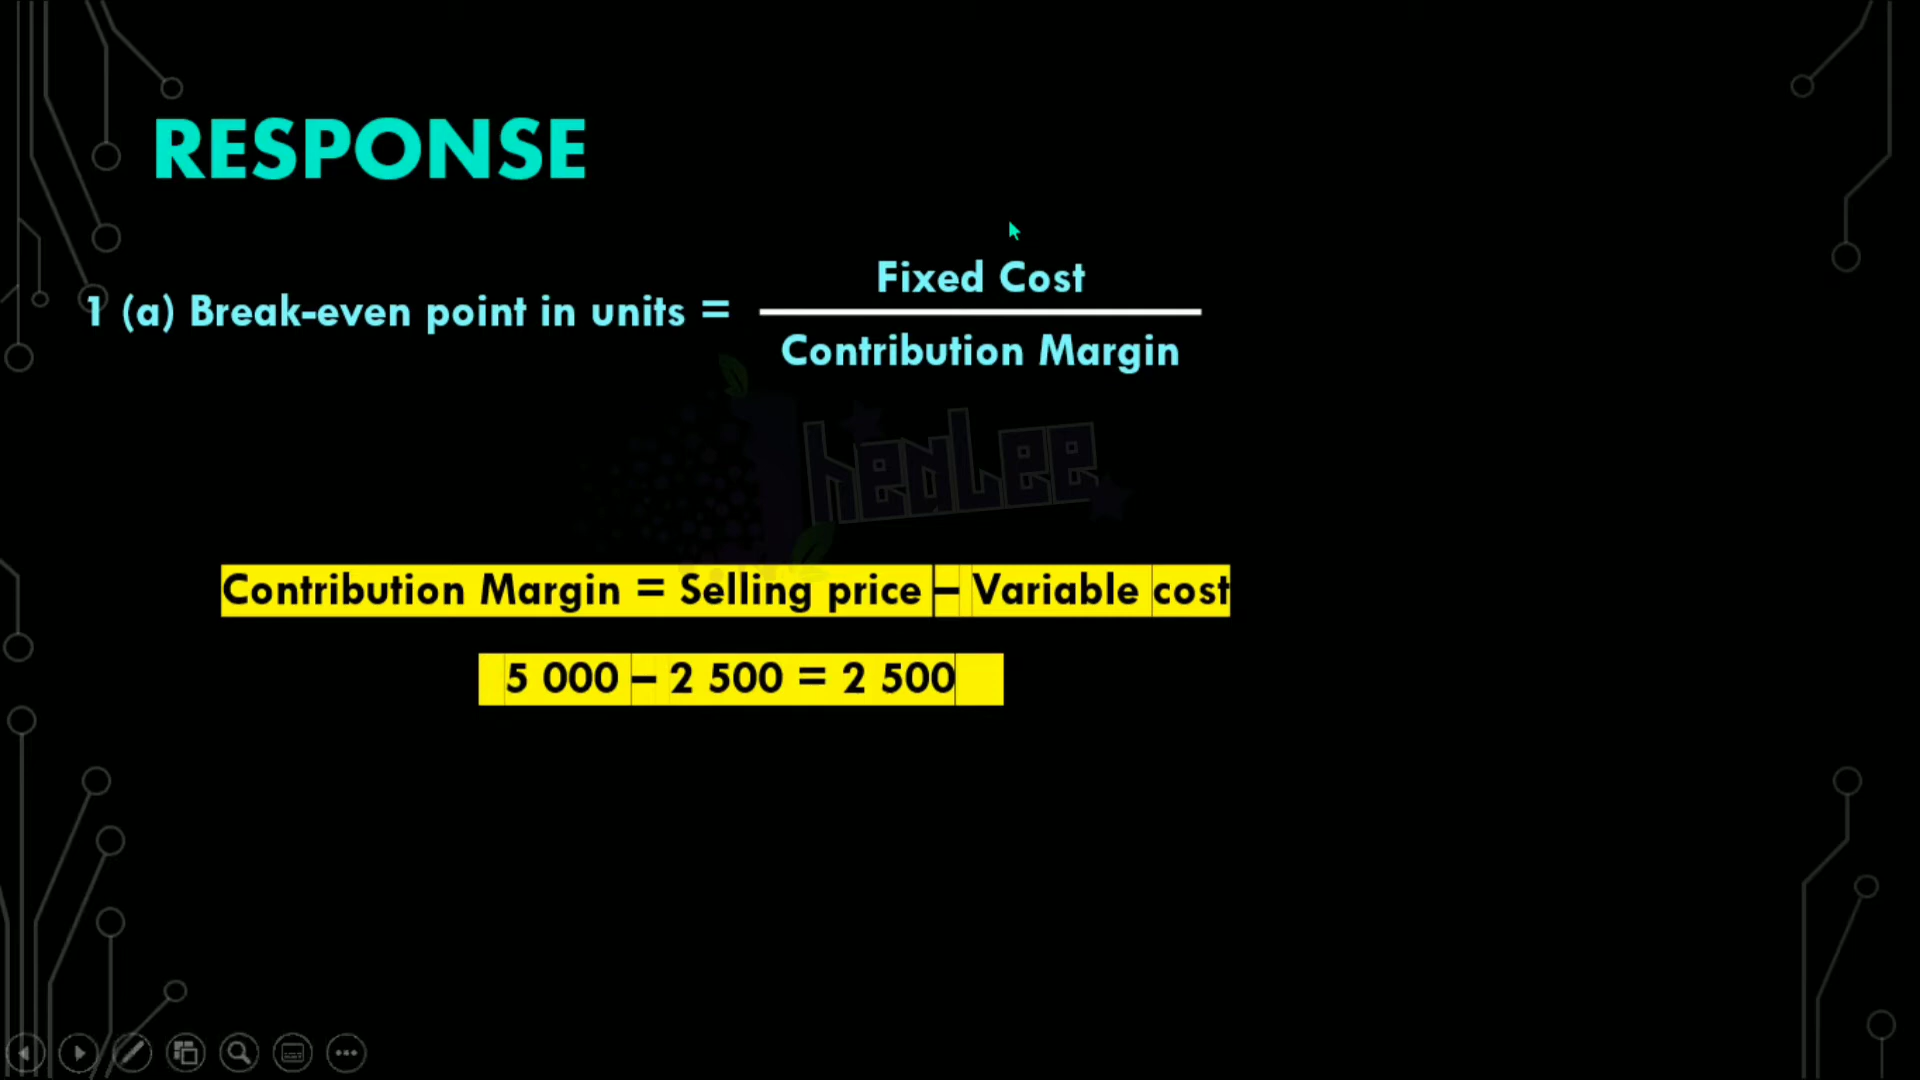 RESPONSE
1 (a) Break-even point in units = Fixed Cost
Contribution Margin
heaLee
Contribution Margin = Selling price – Variable cost
5 000 – 2 500 = 2 500